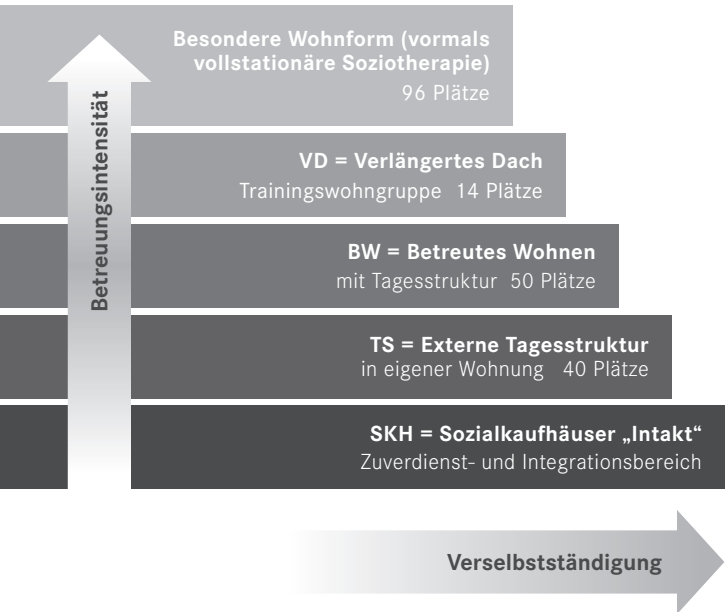 Besondere Wohnform (vormals
vollstationäre Soziotherapie)
96 Plätze
Betreuungsintensität
VD = Verlängertes Dach
Trainingswohngruppe 14 Plätze
BW = Betreutes Wohnen
mit Tagesstruktur 50 Plätze
TS = Externe Tagesstruktur
in eigener Wohnung 40 Plätze
SKH = Sozialkaufhäuser „Intakt“
Zuverdienst- und Integrationsbereich
Verselbstständigung